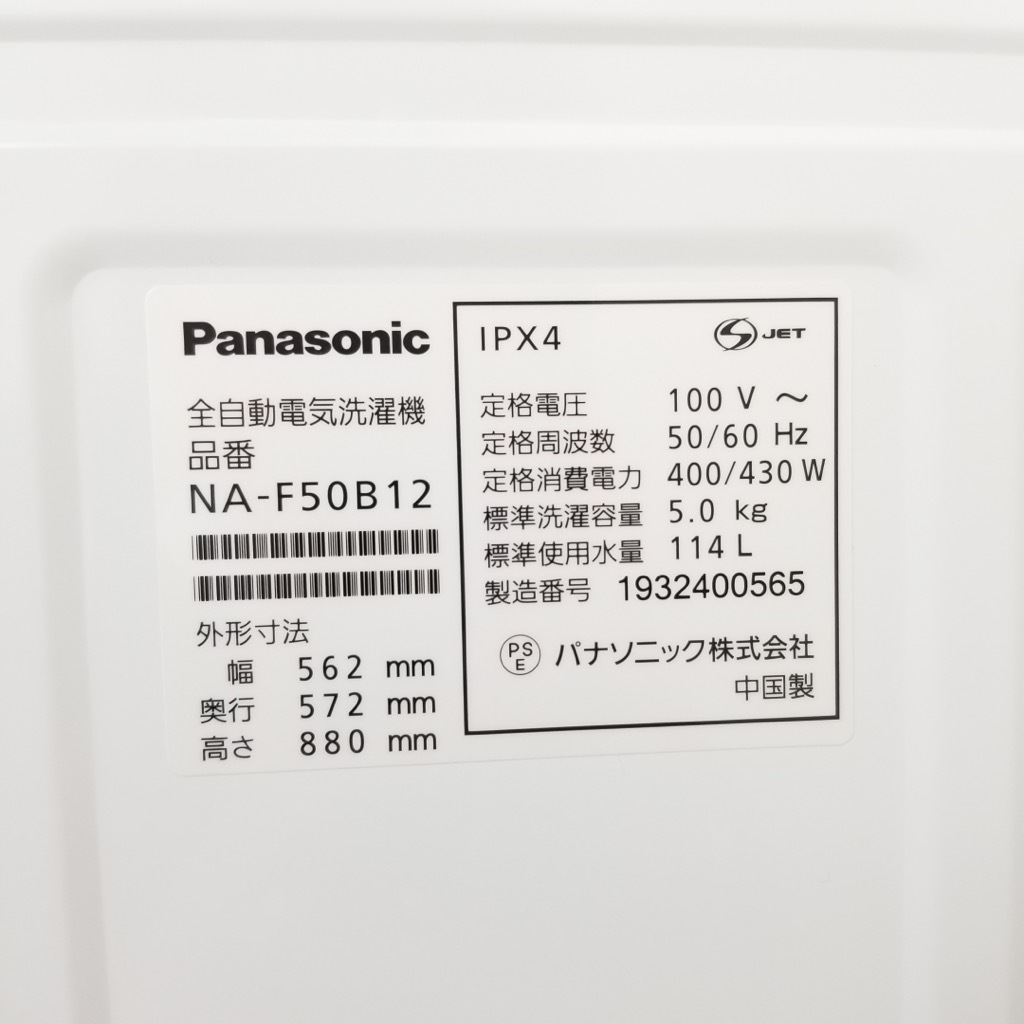 Panasonic
全自動電気洗濯機
品番
NA-F50B12
外形寸法
幅 562 mm
奥行 572 mm
高さ 880 mm
IPX4
S JET
定格電圧 100 V ～
定格周波数 50/60 Hz
定格消費電力 400/430 W
標準洗濯容量 5.0 kg
標準使用水量 114 L
製造番号 1932400565
PS E パナソニック株式会社
中国製